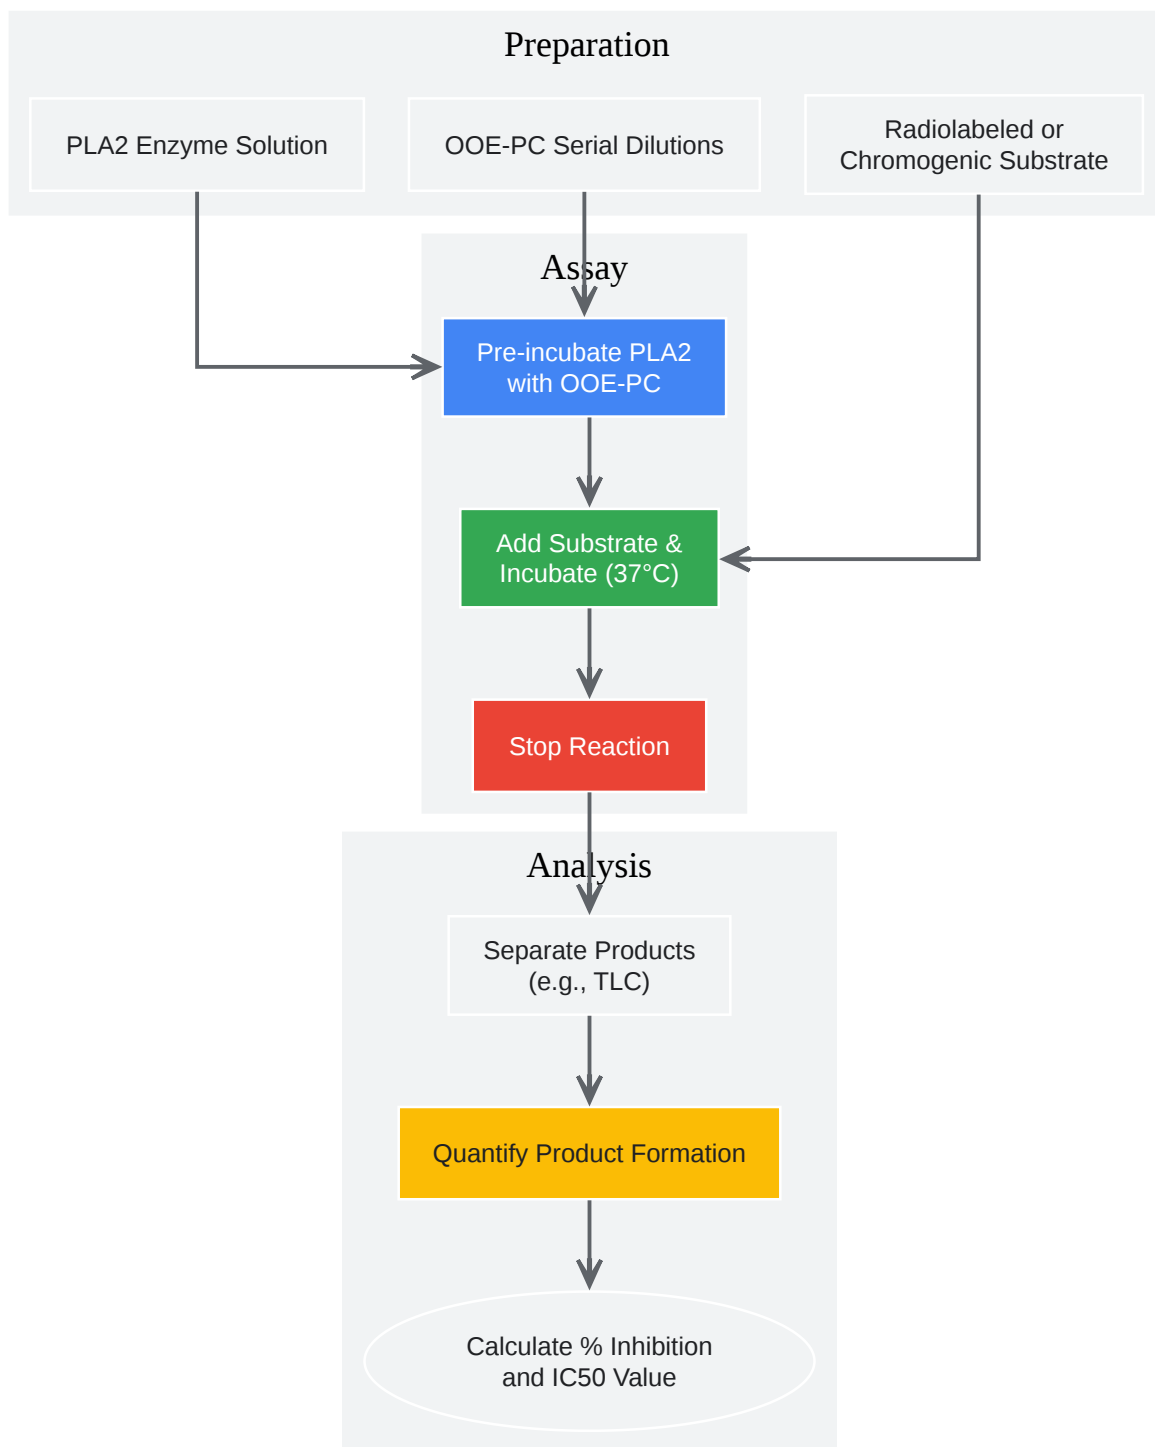 Preparation
PLA2 Enzyme Solution
OOE-PC Serial Dilutions
Radiolabeled or
Chromogenic Substrate
Assay
Pre-incubate PLA2
with OOE-PC
Add Substrate &
Incubate (37°C)
Stop Reaction
Analysis
Separate Products
(e.g., TLC)
Quantify Product Formation
Calculate % Inhibition
and IC50 Value